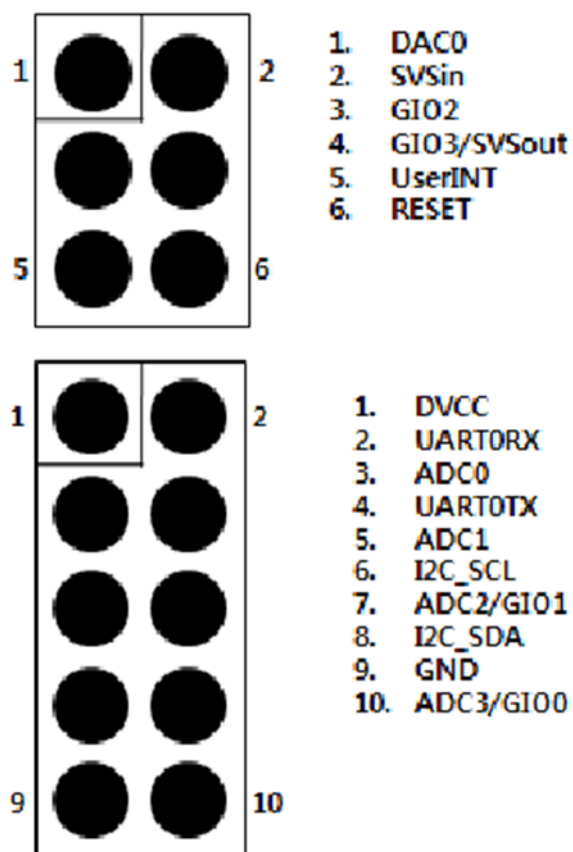 1 2
5 6
1. DAC0
2. SVSin
3. GIO2
4. GIO3/SVSout
5. UserINT
6. RESET
1 2
9 10
1. DVCC
2. UART0RX
3. ADC0
4. UART0TX
5. ADC1
6. I2C_SCL
7. ADC2/GIO1
8. I2C_SDA
9. GND
10. ADC3/GIO0